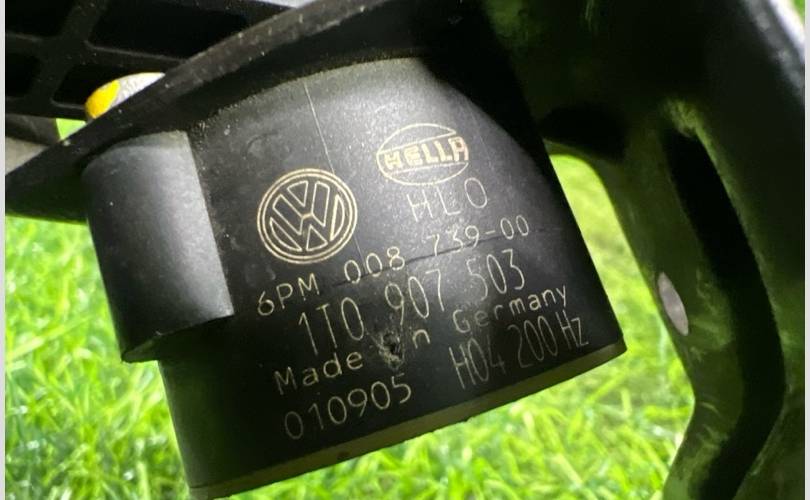 HELLA
HLO
6PM 008 739-00
1T0 907 503
Made in Germany
010905 H04 200 Hz